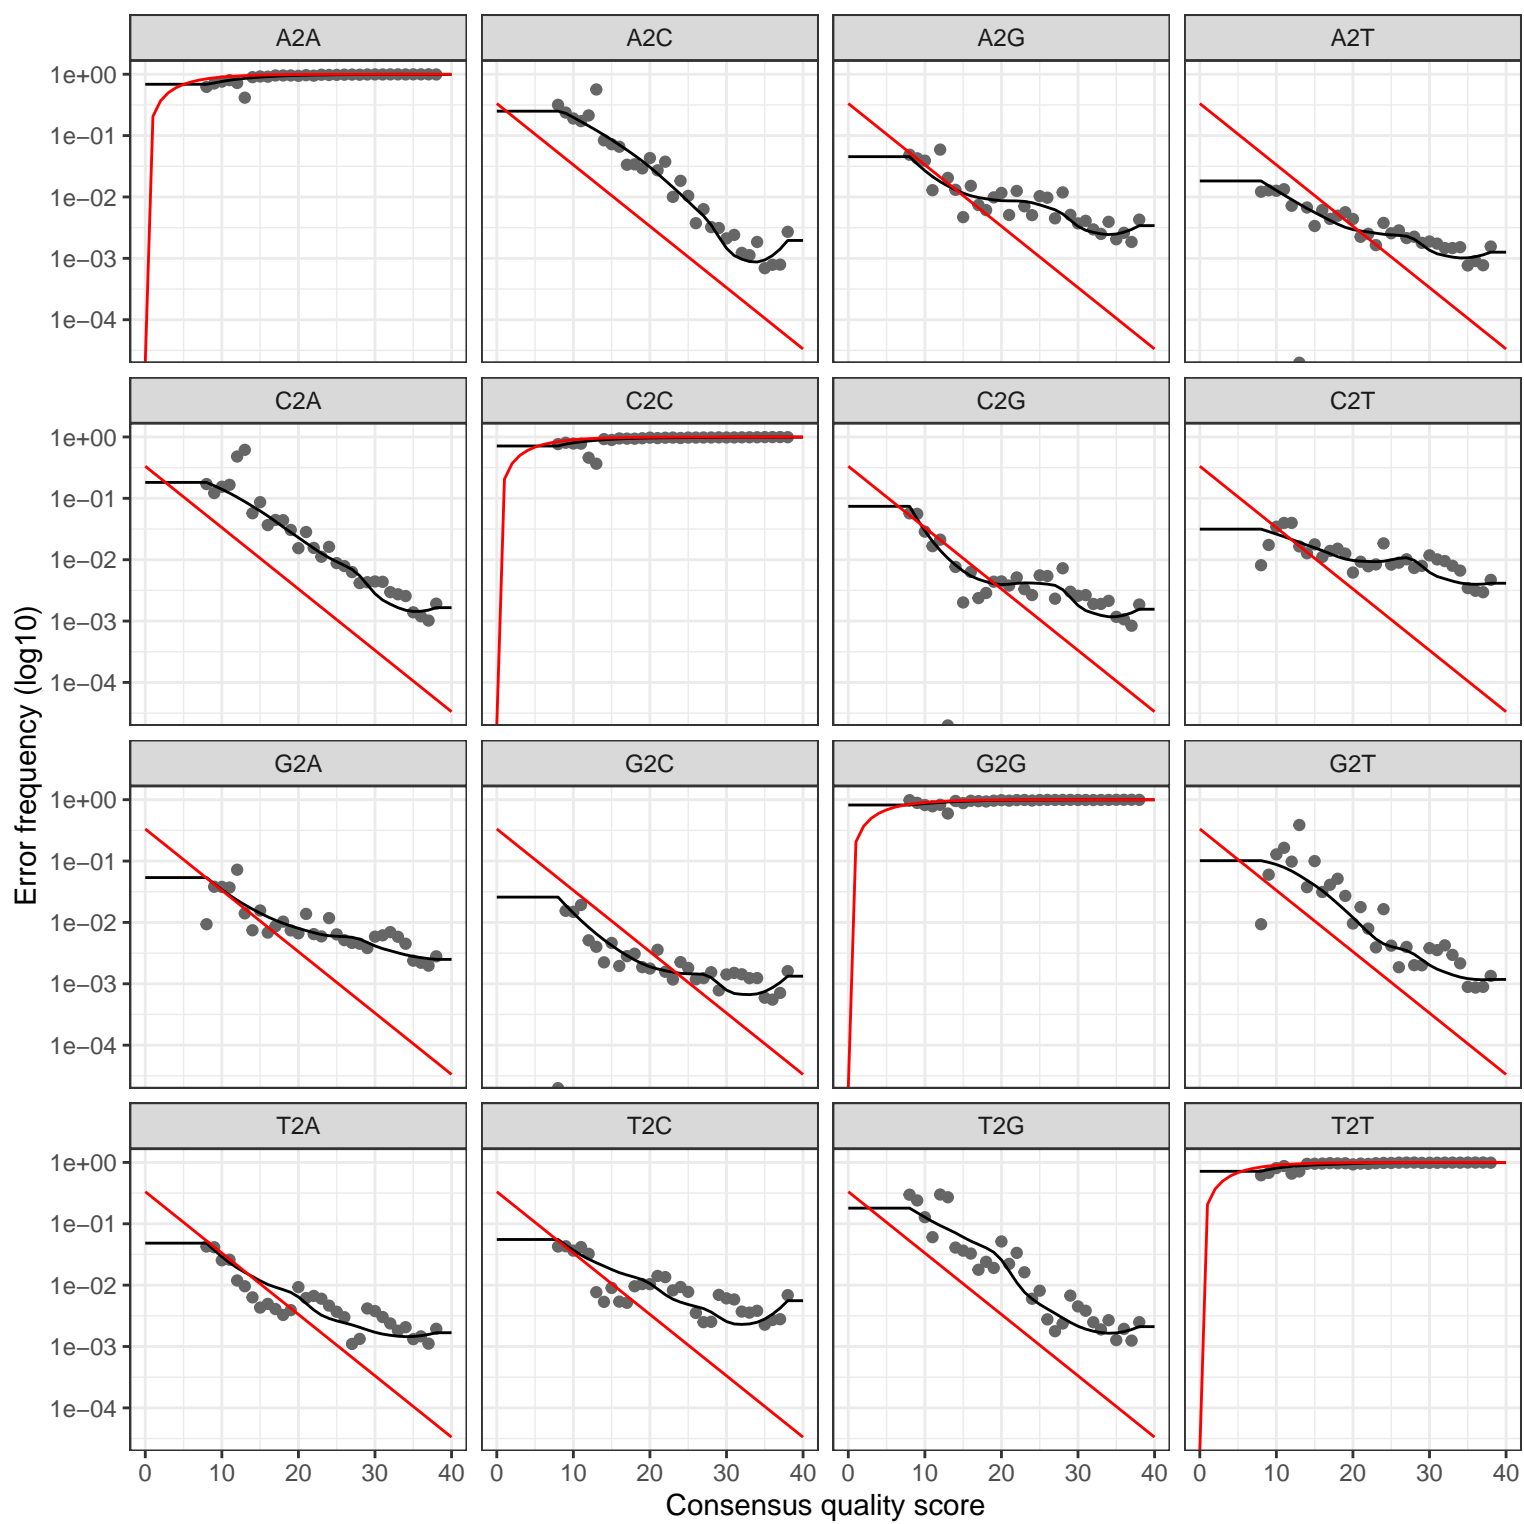 A2A A2C A2G A2T
1e+00
1e−01
1e−02
1e−03
1e−04
C2A C2C C2G C2T
1e+00
1e−01
1e−02
1e−03
1e−04
G2A G2C G2G G2T
1e+00
1e−01
1e−02
1e−03
1e−04
T2A T2C T2G T2T
1e+00
1e−01
1e−02
1e−03
1e−04
0 10 20 30 40 0 10 20 30 40 0 10 20 30 40 0 10 20 30 40
Consensus quality score
Error frequency (log10)